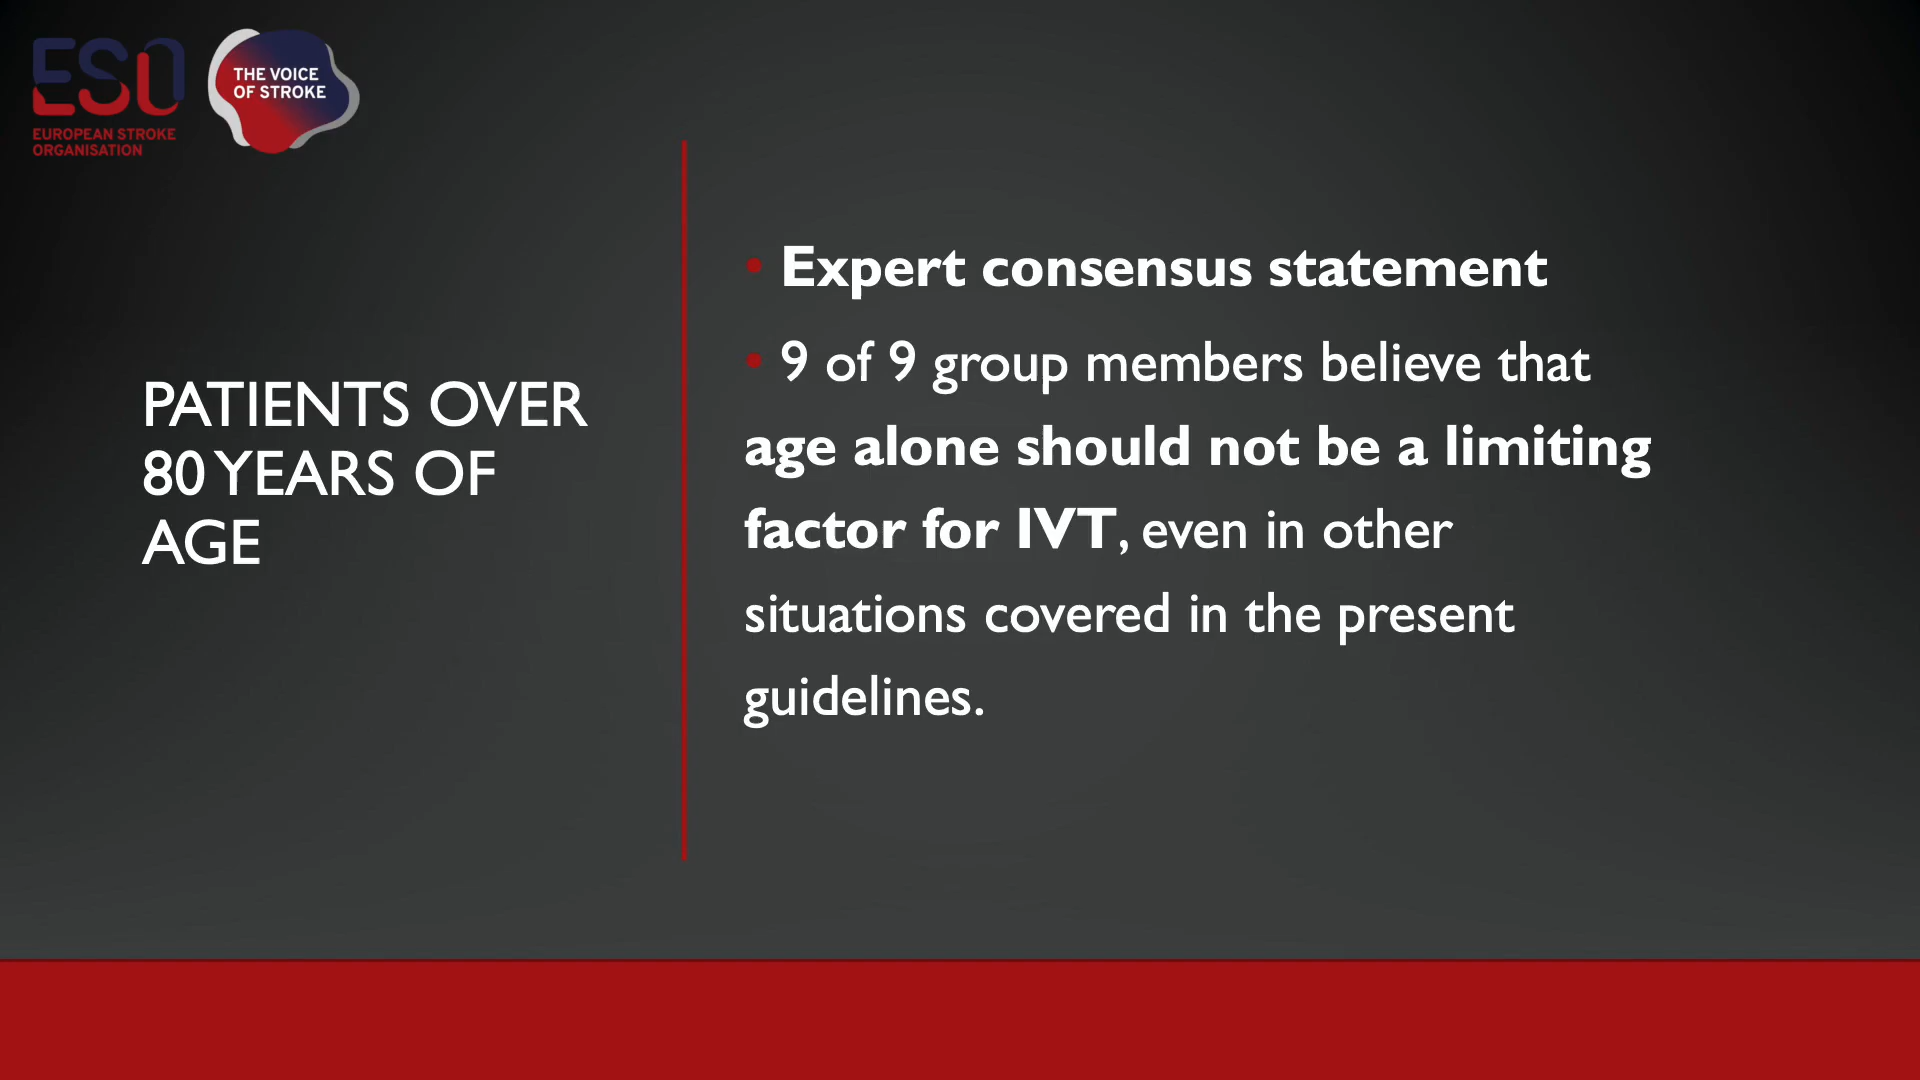 ESO
EUROPEAN STROKE
ORGANISATION
THE VOICE
OF STROKE
PATIENTS OVER
80 YEARS OF
AGE
• Expert consensus statement
• 9 of 9 group members believe that
age alone should not be a limiting
factor for IVT, even in other
situations covered in the present
guidelines.